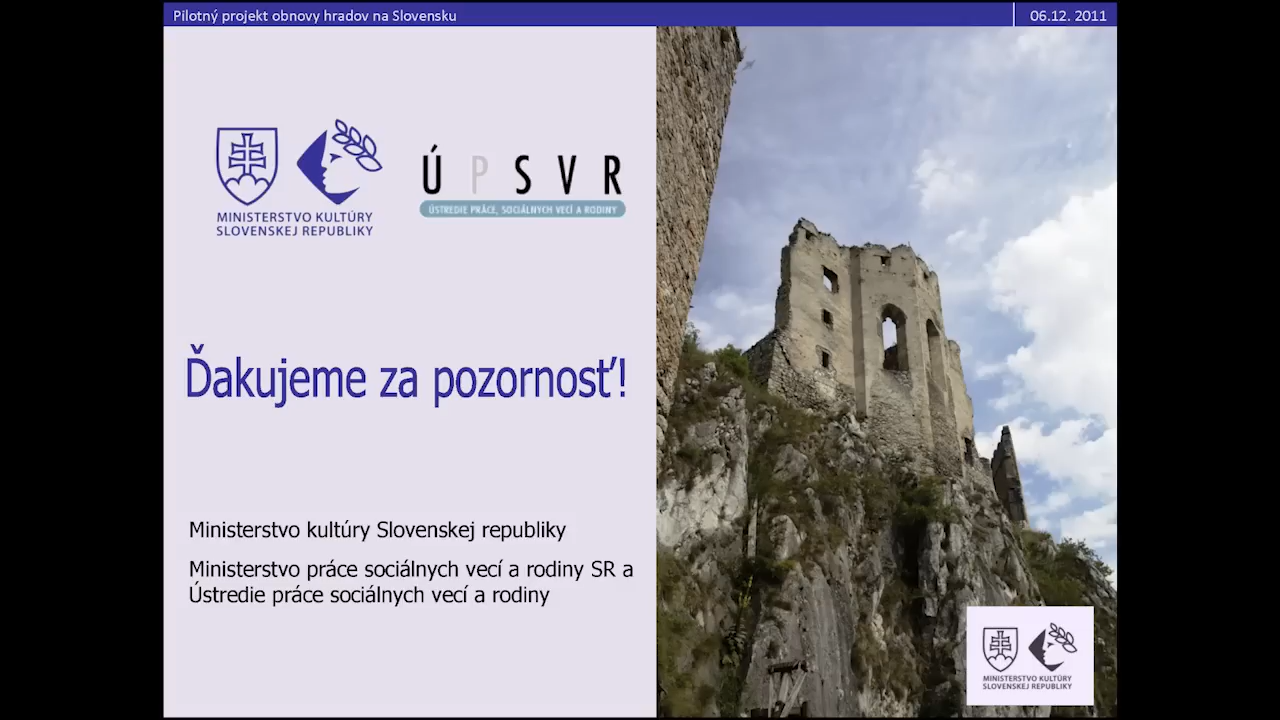 Pilotný projekt obnovy hradov na Slovensku
06.12. 2011
MINISTERSTVO KULTÚRY
SLOVENSKEJ REPUBLIKY
ÚPSVR
ÚSTREDIE PRÁCE, SOCIÁLNYCH VECÍ A RODINY
Ďakujeme za pozornosť!
Ministerstvo kultúry Slovenskej republiky
Ministerstvo práce sociálnych vecí a rodiny SR a
Ústredie práce sociálnych vecí a rodiny
MINISTERSTVO KULTÚRY
SLOVENSKEJ REPUBLIKY